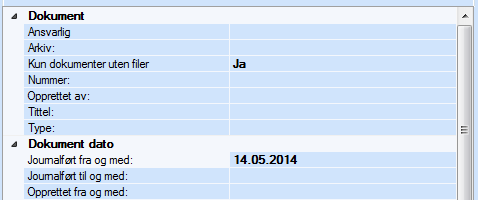 Dokument
Ansvarlig
Arkiv:
Kun dokumenter uten filer Ja
Nummer:
Opprettet av:
Tittel:
Type:
Dokument dato
Journalført fra og med: 14.05.2014
Journalført til og med:
Opprettet fra og med: